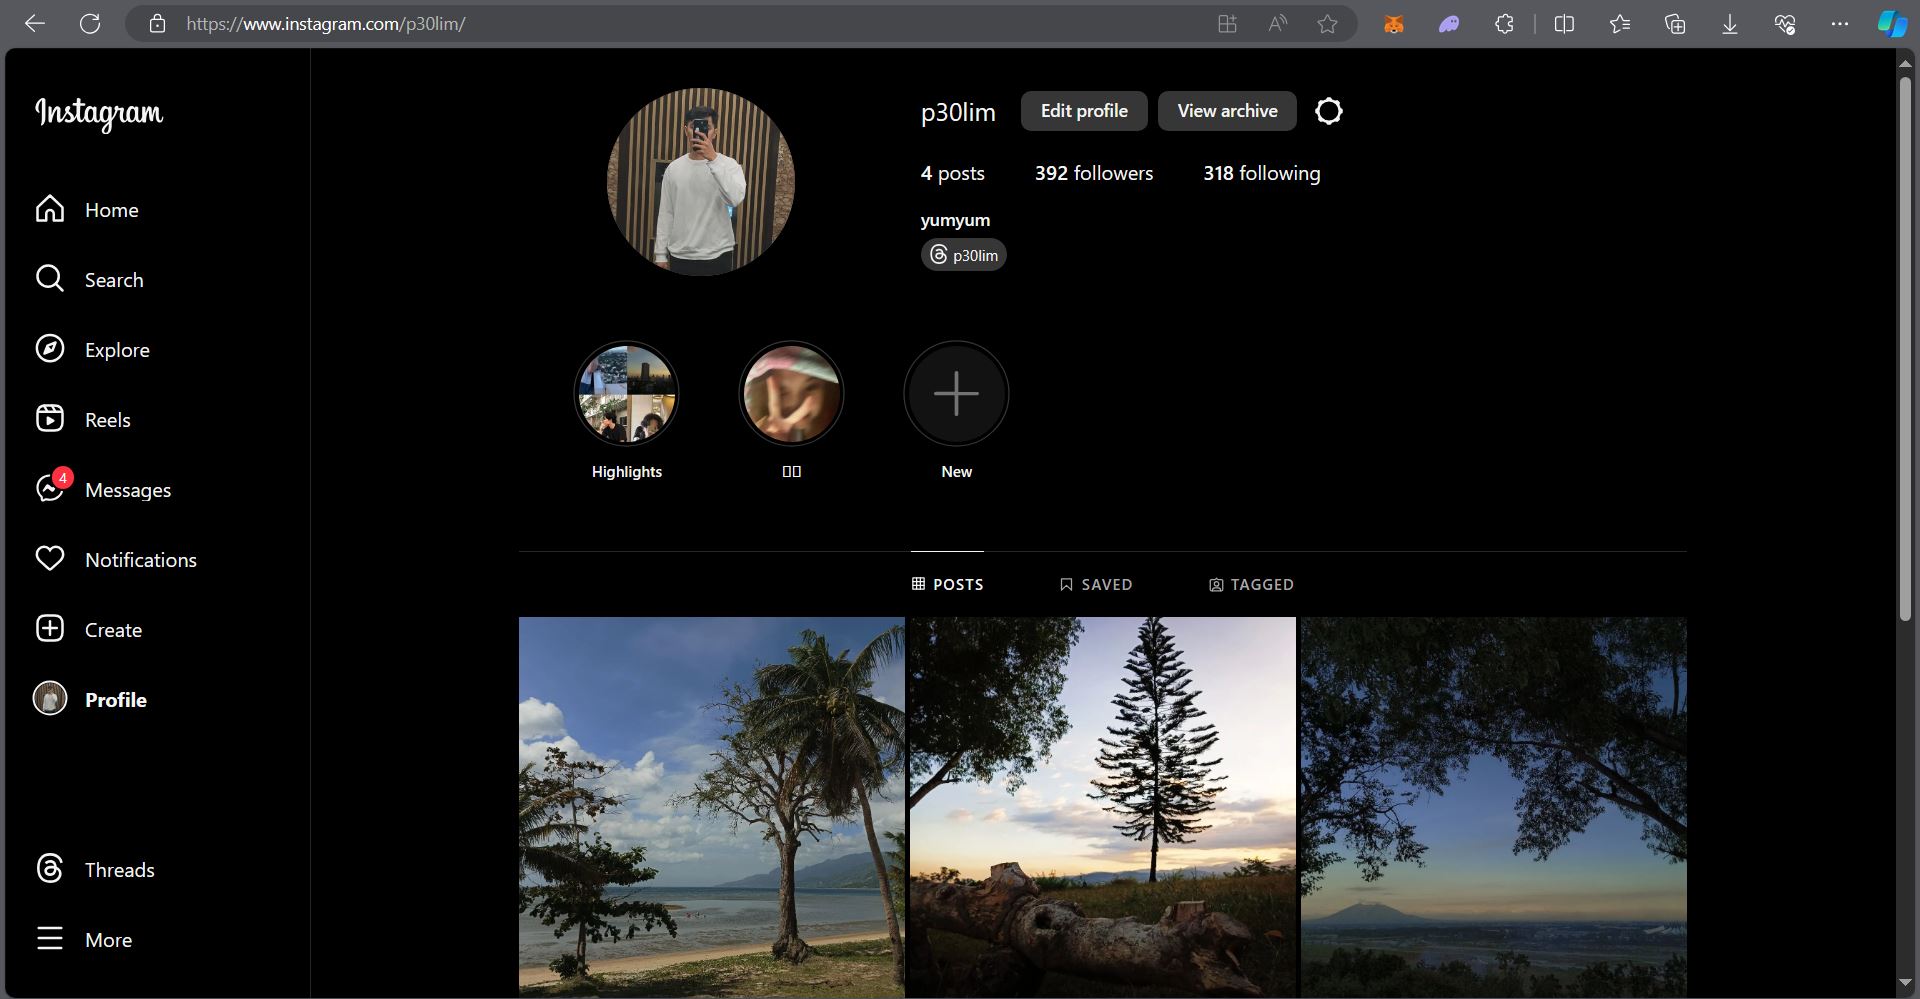 https://www.instagram.com/p30lim/
Instagram
Home
Search
Explore
Reels
4
Messages
Notifications
Create
Profile
Threads
More
p30lim
Edit profile
View archive
4 posts
392 followers
318 following
yumyum
p30lim
Highlights
New
POSTS
SAVED
TAGGED